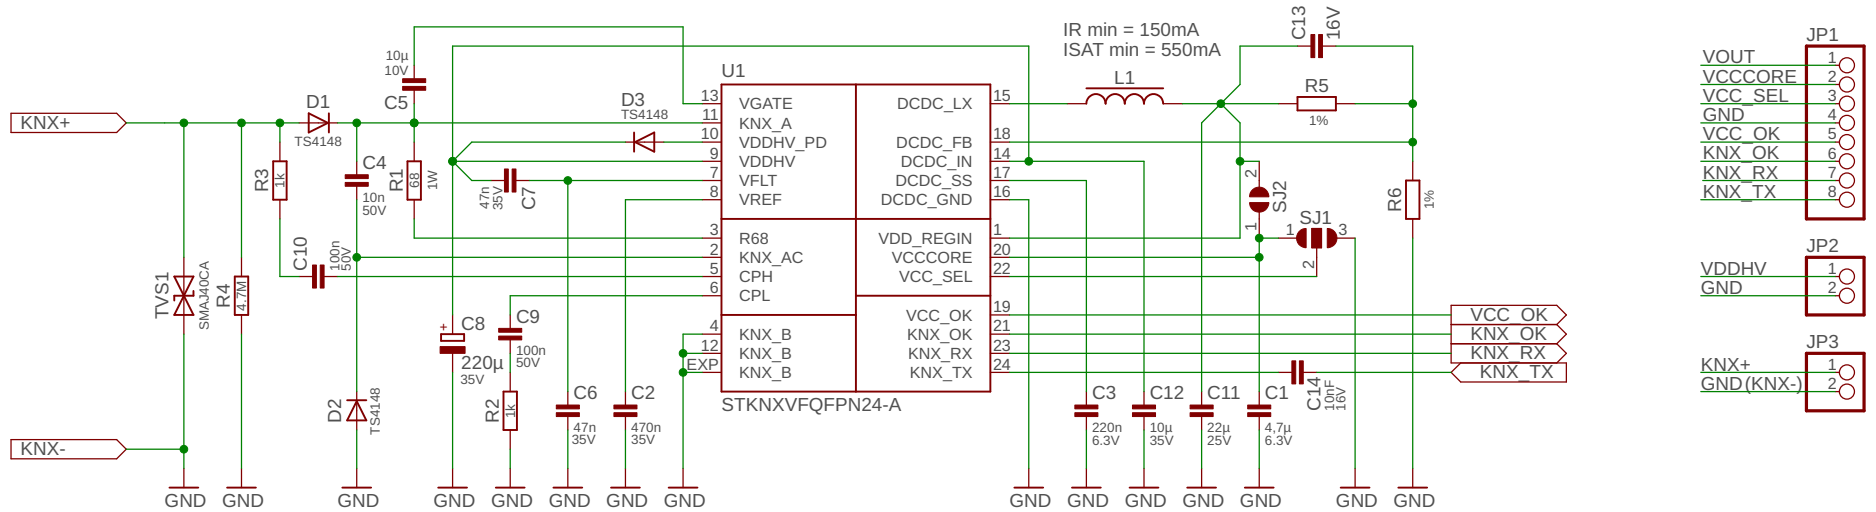 IR min = 150mA
ISAT min = 550mA
C13
16V
JP1
VOUT 1
VCCCORE 2
VCC_SEL 3
GND 4
VCC_OK 5
KNX_OK 6
KNX_RX 7
KNX_TX 8
JP2
VDDHV 1
GND 2
JP3
KNX+ 1
GND(KNX-) 2
10µ
10V
C5
D1
TS4148
KNX+
KNX-
D3
TS4148
R3
1k
C4
10n
50V
R1
68
1W
47n
35V
C7
C10
100n
50V
TVS1
SMAJ40CA
R4
4.7M
D2
TS4148
+
C8
220µ
35V
C9
100n
50V
R2
1k
C6
47n
35V
C2
470n
35V
U1
13 VGATE DCDC_LX 15
11 KNX_A
10 VDDHV_PD DCDC_FB 18
9 VDDHV DCDC_IN 14
7 VFLT DCDC_SS 17
8 VREF DCDC_GND 16
3 R68 VDD_REGIN 1
2 KNX_AC VCCCORE 20
5 CPH VCC_SEL 22
6 CPL
VCC_OK 19
4 KNX_B KNX_OK 21
12 KNX_B KNX_RX 23
EXP KNX_B KNX_TX 24
STKNXVFQFPN24-A
L1
R5
1%
R6
1%
2
SJ2
1
SJ1
1 3
2
VCC_OK
KNX_OK
KNX_RX
KNX_TX
C14
10nF
16V
C3
220n
6.3V
C12
10µ
35V
C11
22µ
25V
C1
4,7µ
6.3V
GND GND GND GND GND GND GND GND GND GND GND GND GND GND GND